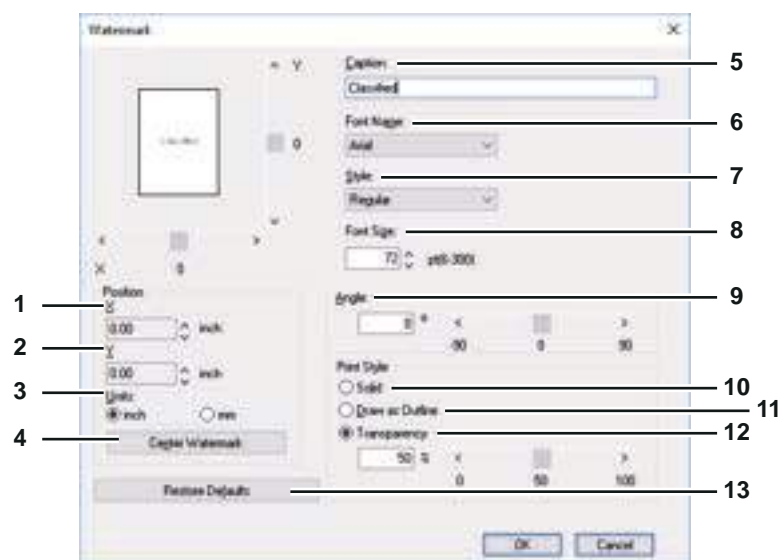 Watermark
Y
0
X 0
Classified
Position
X
0.00 inch
Y
0.00 inch
Units:
inch mm
Center Watermark
Restore Defaults
Caption:
Classified
Font Name:
Arial
Style:
Regular
Font Size:
72 pt(6-300)
Angle:
0 °
-90 0 90
Print Style
Solid
Draw as Outline
Transparency
50 %
0 50 100
OK Cancel
1
2
3
4
5
6
7
8
9
10
11
12
13